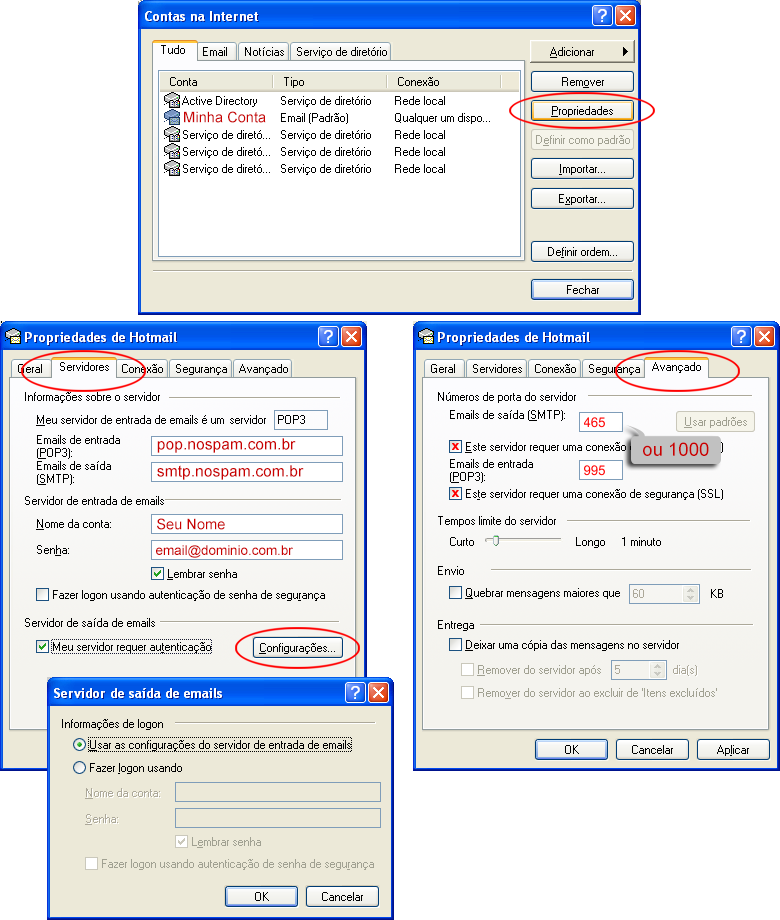 Contas na Internet
Tudo Email Notícias Serviço de diretório
Adicionar
Remover
Propriedades
Definir como padrão
Importar...
Exportar...
Definir ordem...
Fechar
Conta Tipo Conexão
Active Directory Serviço de diretório Rede local
Minha Conta Email (Padrão) Qualquer um dispo...
Serviço de diretó... Serviço de diretório Rede local
Serviço de diretó... Serviço de diretório Rede local
Serviço de diretó... Serviço de diretório Rede local
Propriedades de Hotmail
Geral Servidores Conexão Segurança Avançado
Informações sobre o servidor
Meu servidor de entrada de emails é um servidor POP3
Emails de entrada
(POP3): pop.nospam.com.br
Emails de saída
(SMTP): smtp.nospam.com.br
Servidor de entrada de emails
Nome da conta: Seu Nome
Senha: email@dominio.com.br
Lembrar senha
Fazer logon usando autenticação de senha de segurança
Servidor de saída de emails
Meu servidor requer autenticação Configurações...
Servidor de saída de emails
Informações de logon
Usar as configurações do servidor de entrada de emails
Fazer logon usando
Nome da conta:
Senha:
Lembrar senha
Fazer logon usando autenticação de senha de segurança
OK Cancelar
Propriedades de Hotmail
Geral Servidores Conexão Segurança Avançado
Números de porta do servidor
Emails de saída (SMTP): 465 Usar padrões
Este servidor requer uma conexão )
ou 1000
Emails de entrada
(POP3): 995
Este servidor requer uma conexão de segurança (SSL)
Tempos limite do servidor
Curto Longo 1 minuto
Envio
Quebrar mensagens maiores que 60 KB
Entrega
Deixar uma cópia das mensagens no servidor
Remover do servidor após 5 dia(s)
Remover do servidor ao excluir de 'Itens excluídos'
OK Cancelar Aplicar